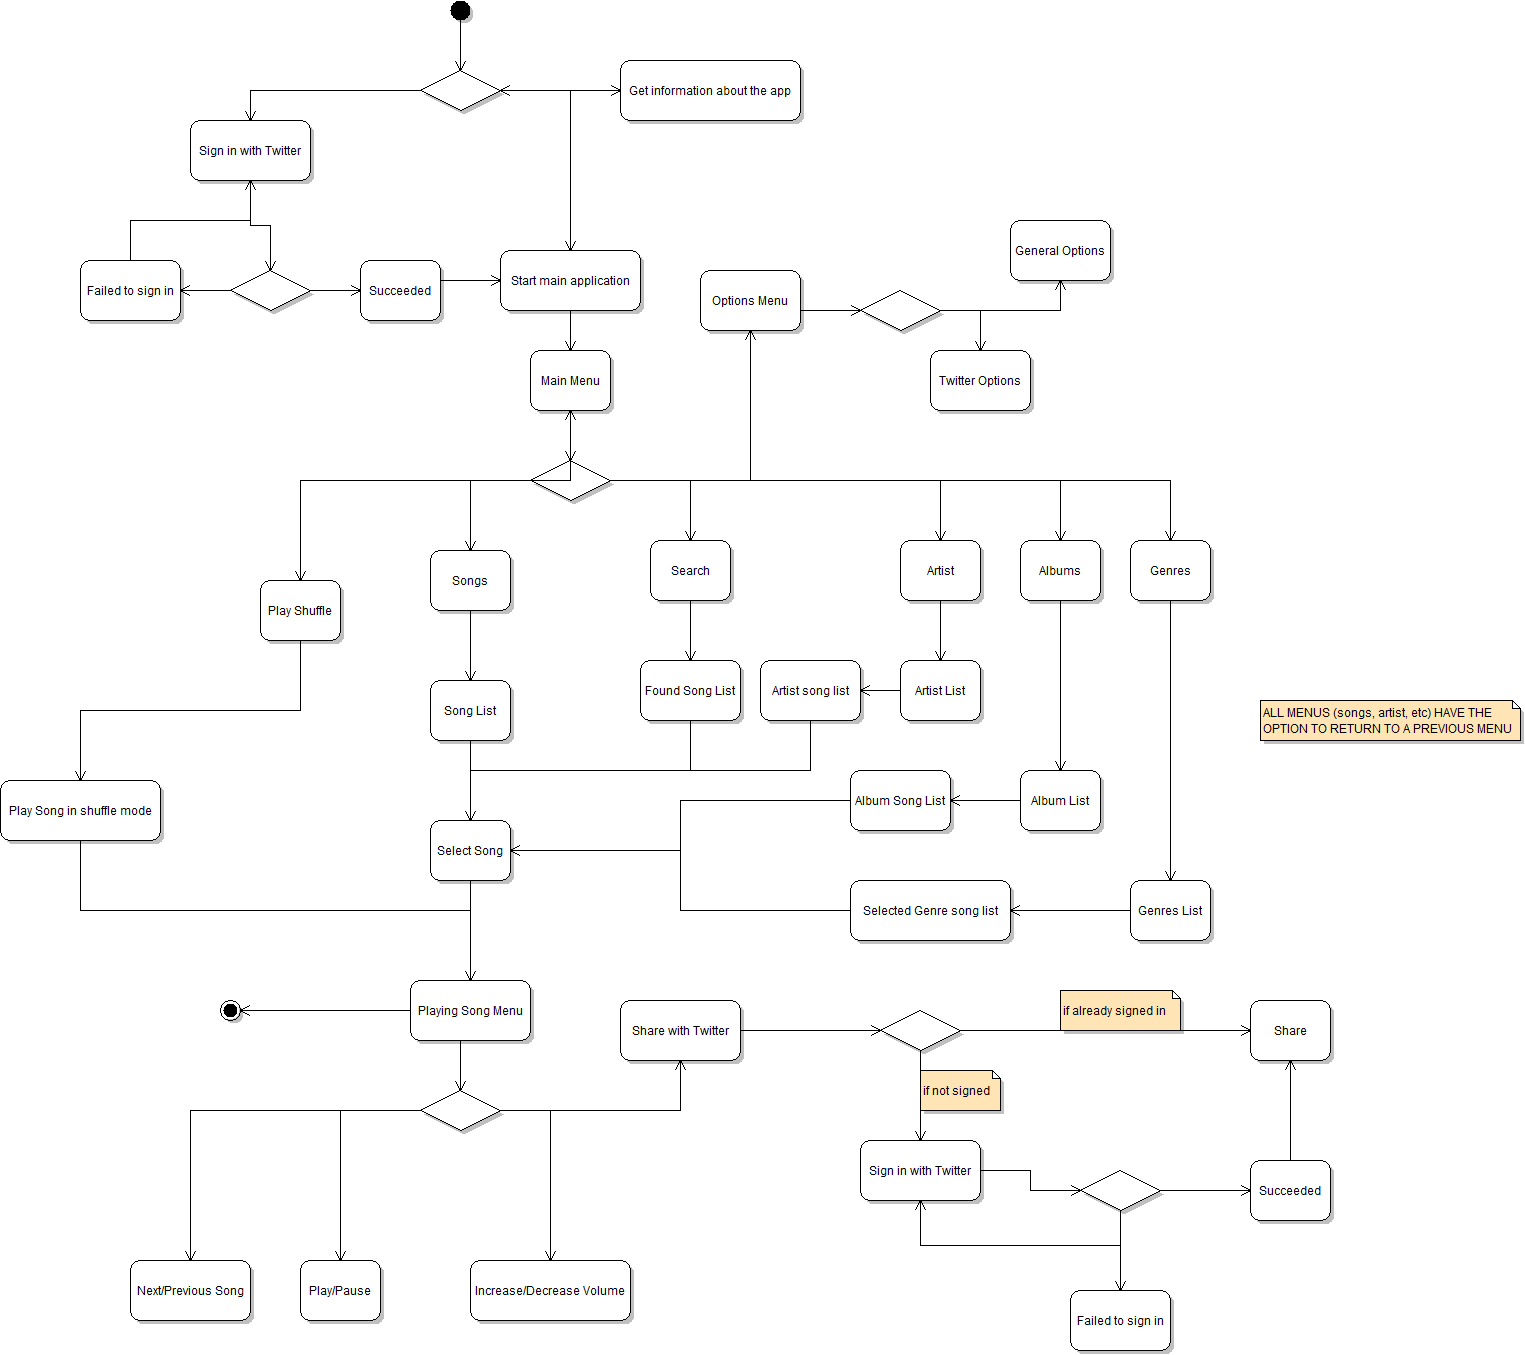 Get information about the app
Sign in with Twitter
General Options
Failed to sign in
Succeeded
Start main application
Options Menu
Main Menu
Twitter Options
Search
Artist
Albums
Genres
Songs
Play Shuffle
Found Song List
Artist song list
Artist List
Song List
ALL MENUS (songs, artist, etc) HAVE THE
OPTION TO RETURN TO A PREVIOUS MENU
Play Song in shuffle mode
Album Song List
Album List
Select Song
Selected Genre song list
Genres List
Playing Song Menu
Share with Twitter
if already signed in
Share
if not signed
Sign in with Twitter
Succeeded
Next/Previous Song
Play/Pause
Increase/Decrease Volume
Failed to sign in